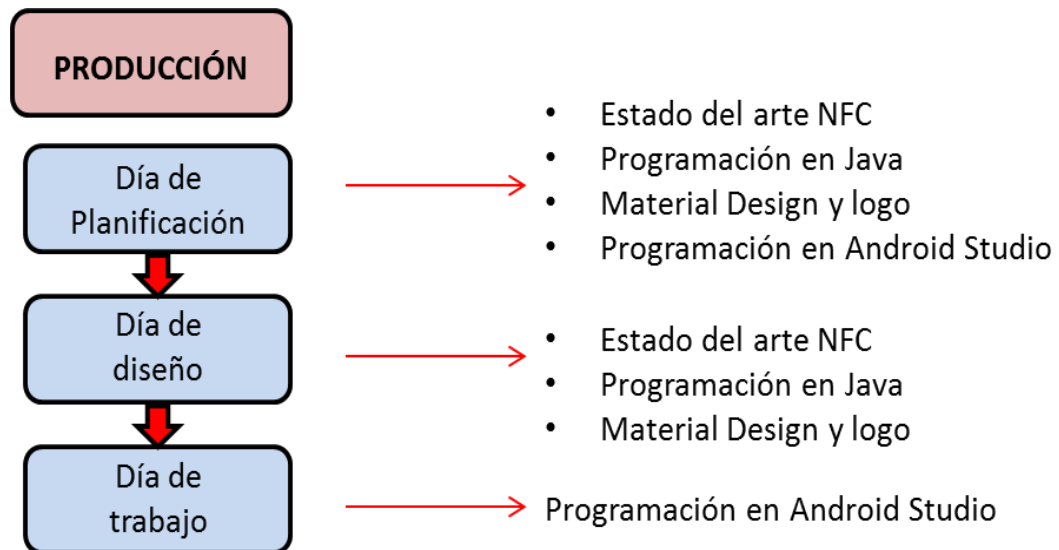 PRODUCCIÓN
Día de
Planificación
• Estado del arte NFC
• Programación en Java
• Material Design y logo
• Programación en Android Studio
Día de
diseño
• Estado del arte NFC
• Programación en Java
• Material Design y logo
Día de
trabajo
Programación en Android Studio